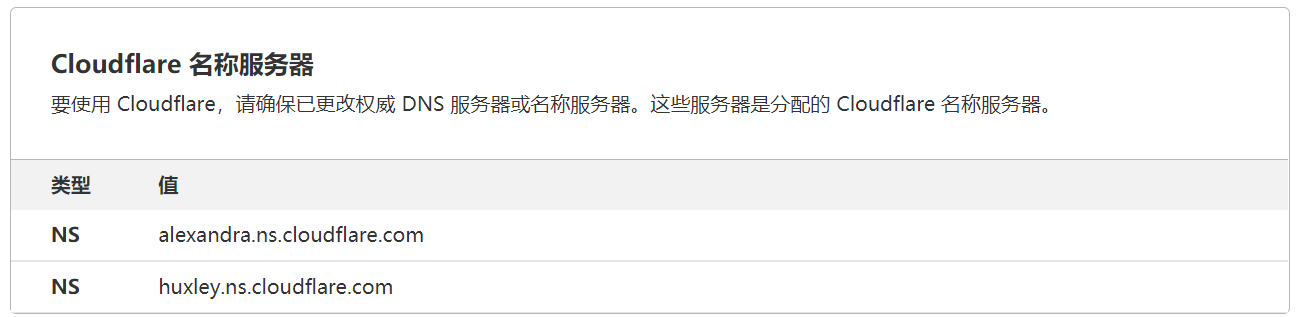 Cloudflare 名称服务器
要使用 Cloudflare，请确保已更改权威 DNS 服务器或名称服务器。这些服务器是分配的 Cloudflare 名称服务器。
类型 值
NS alexandra.ns.cloudflare.com
NS huxley.ns.cloudflare.com